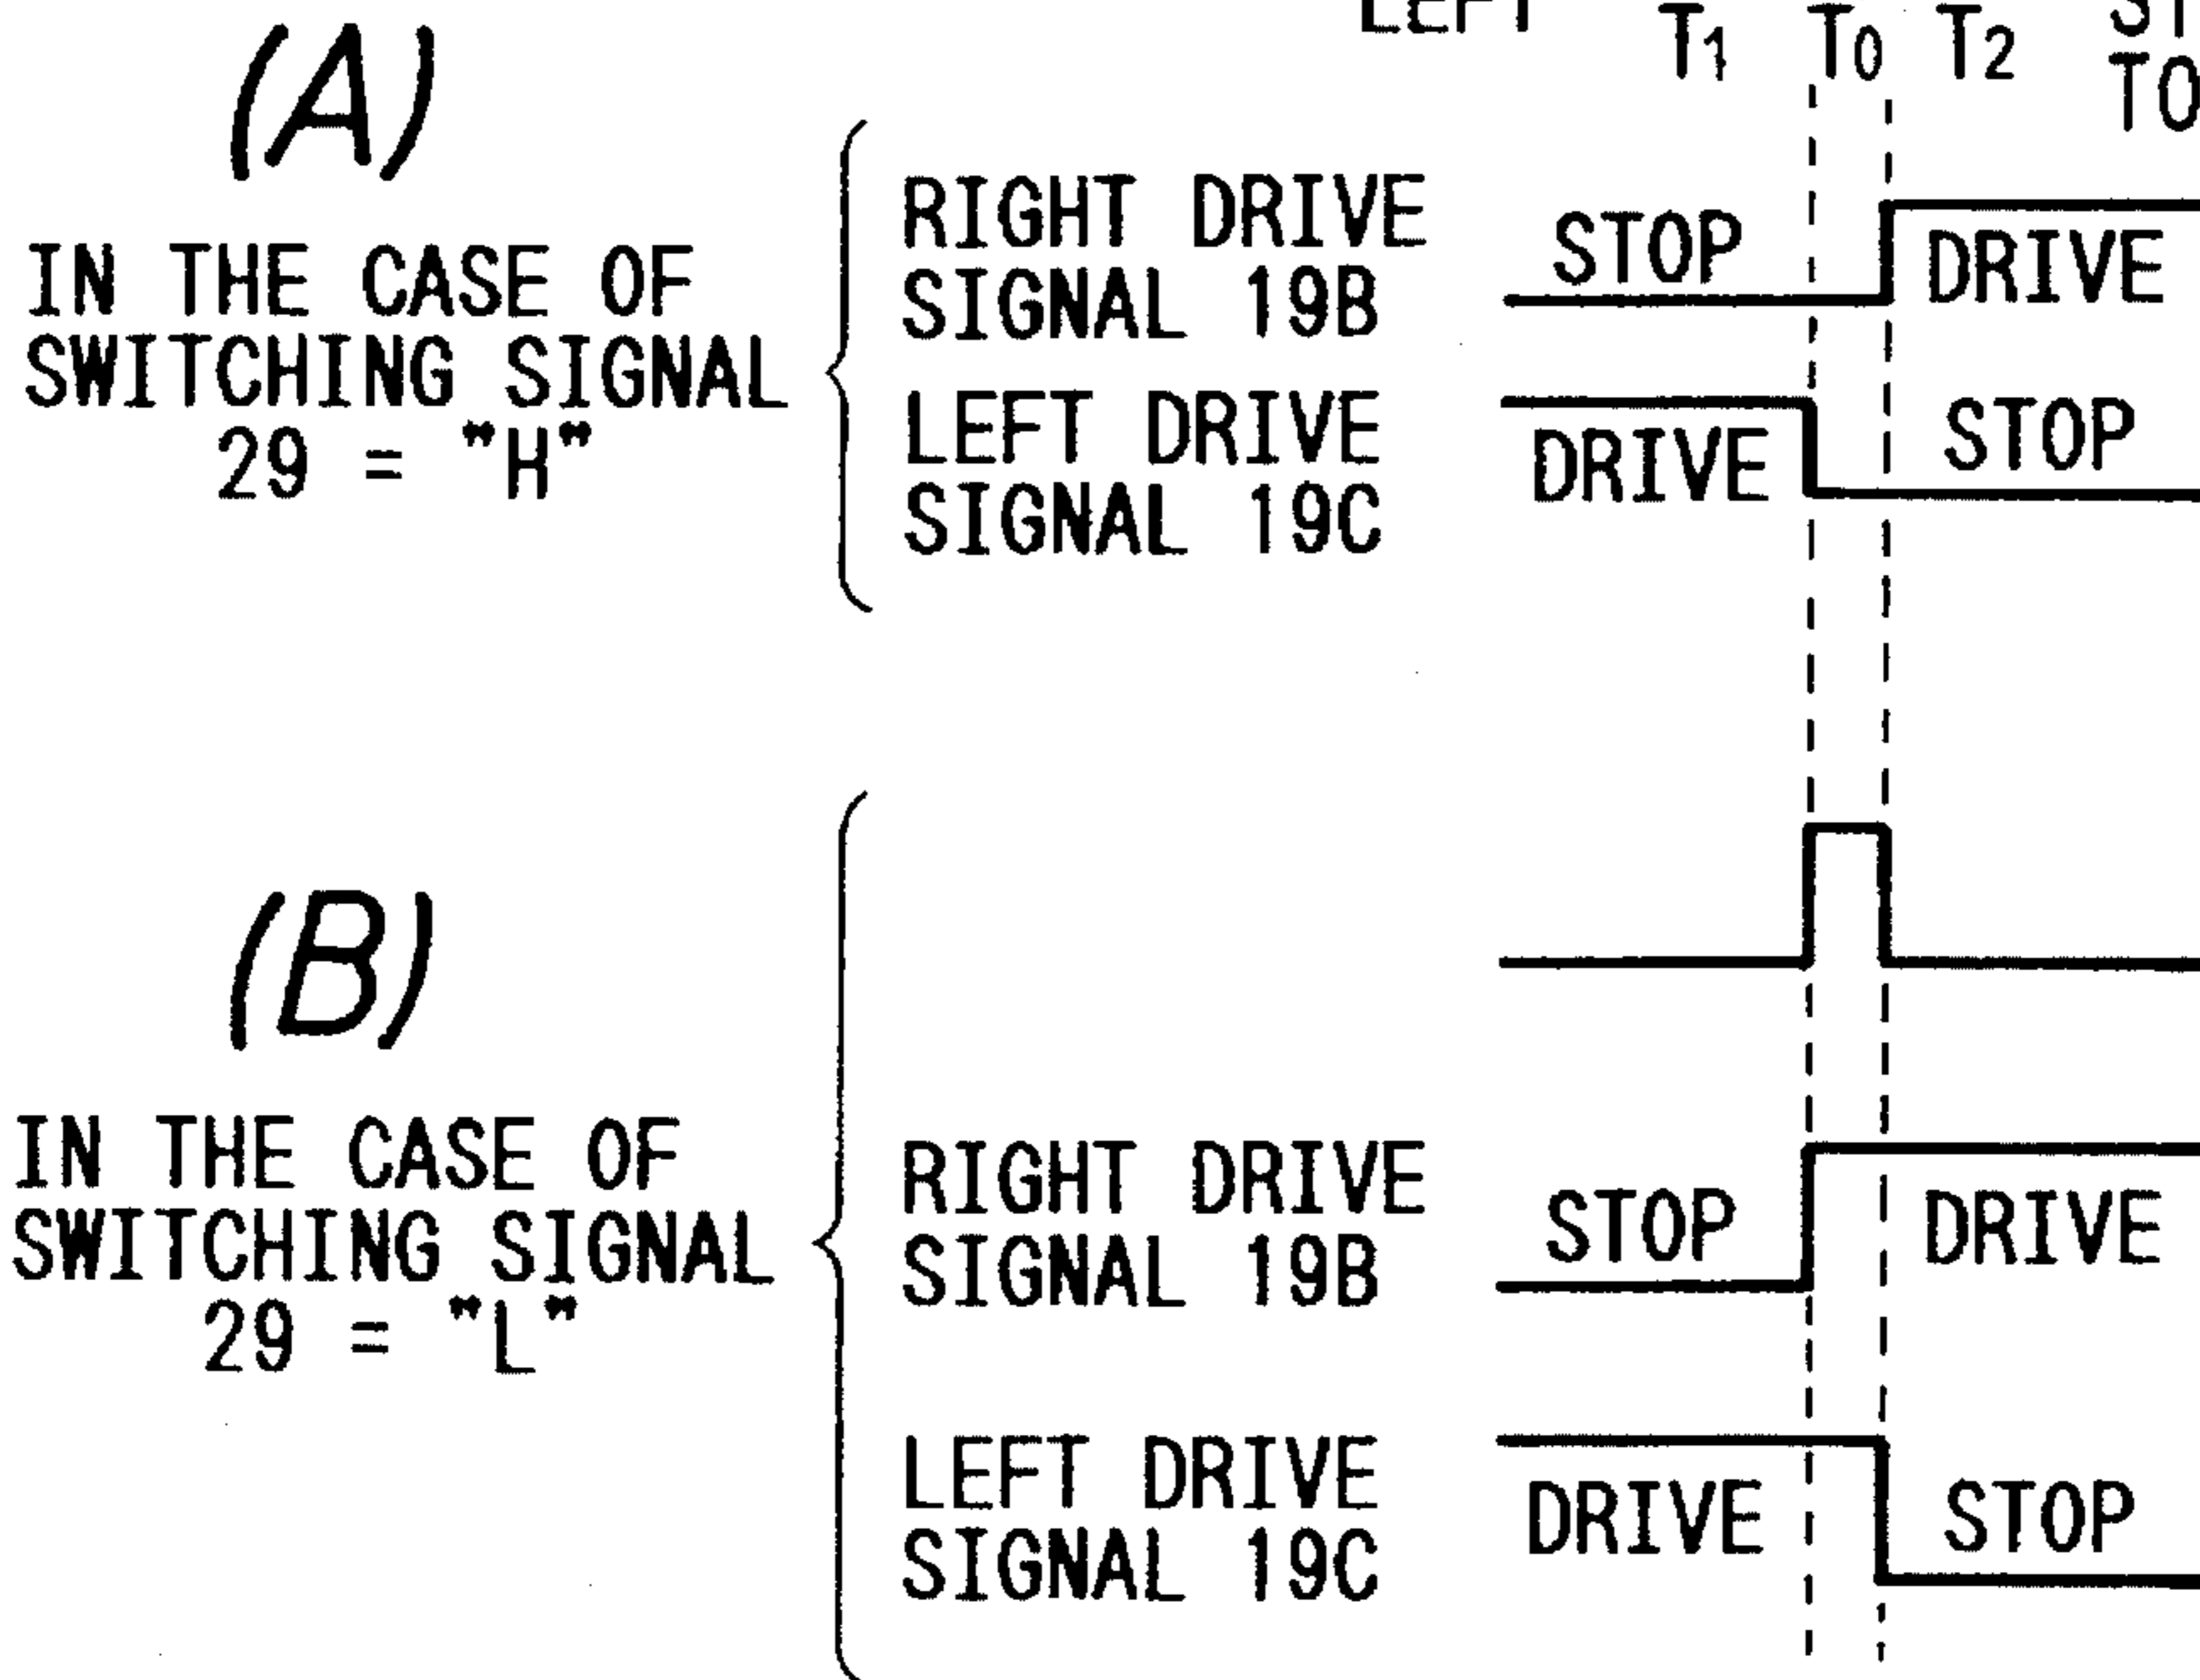 LEFT T1 T0 T2
TO
(A)
IN THE CASE OF
SWITCHING SIGNAL
29 = "H"
RIGHT DRIVE
SIGNAL 19B
STOP DRIVE
LEFT DRIVE
SIGNAL 19C
DRIVE STOP
(B)
IN THE CASE OF
SWITCHING SIGNAL
29 = "L"
RIGHT DRIVE
SIGNAL 19B
STOP DRIVE
LEFT DRIVE
SIGNAL 19C
DRIVE STOP